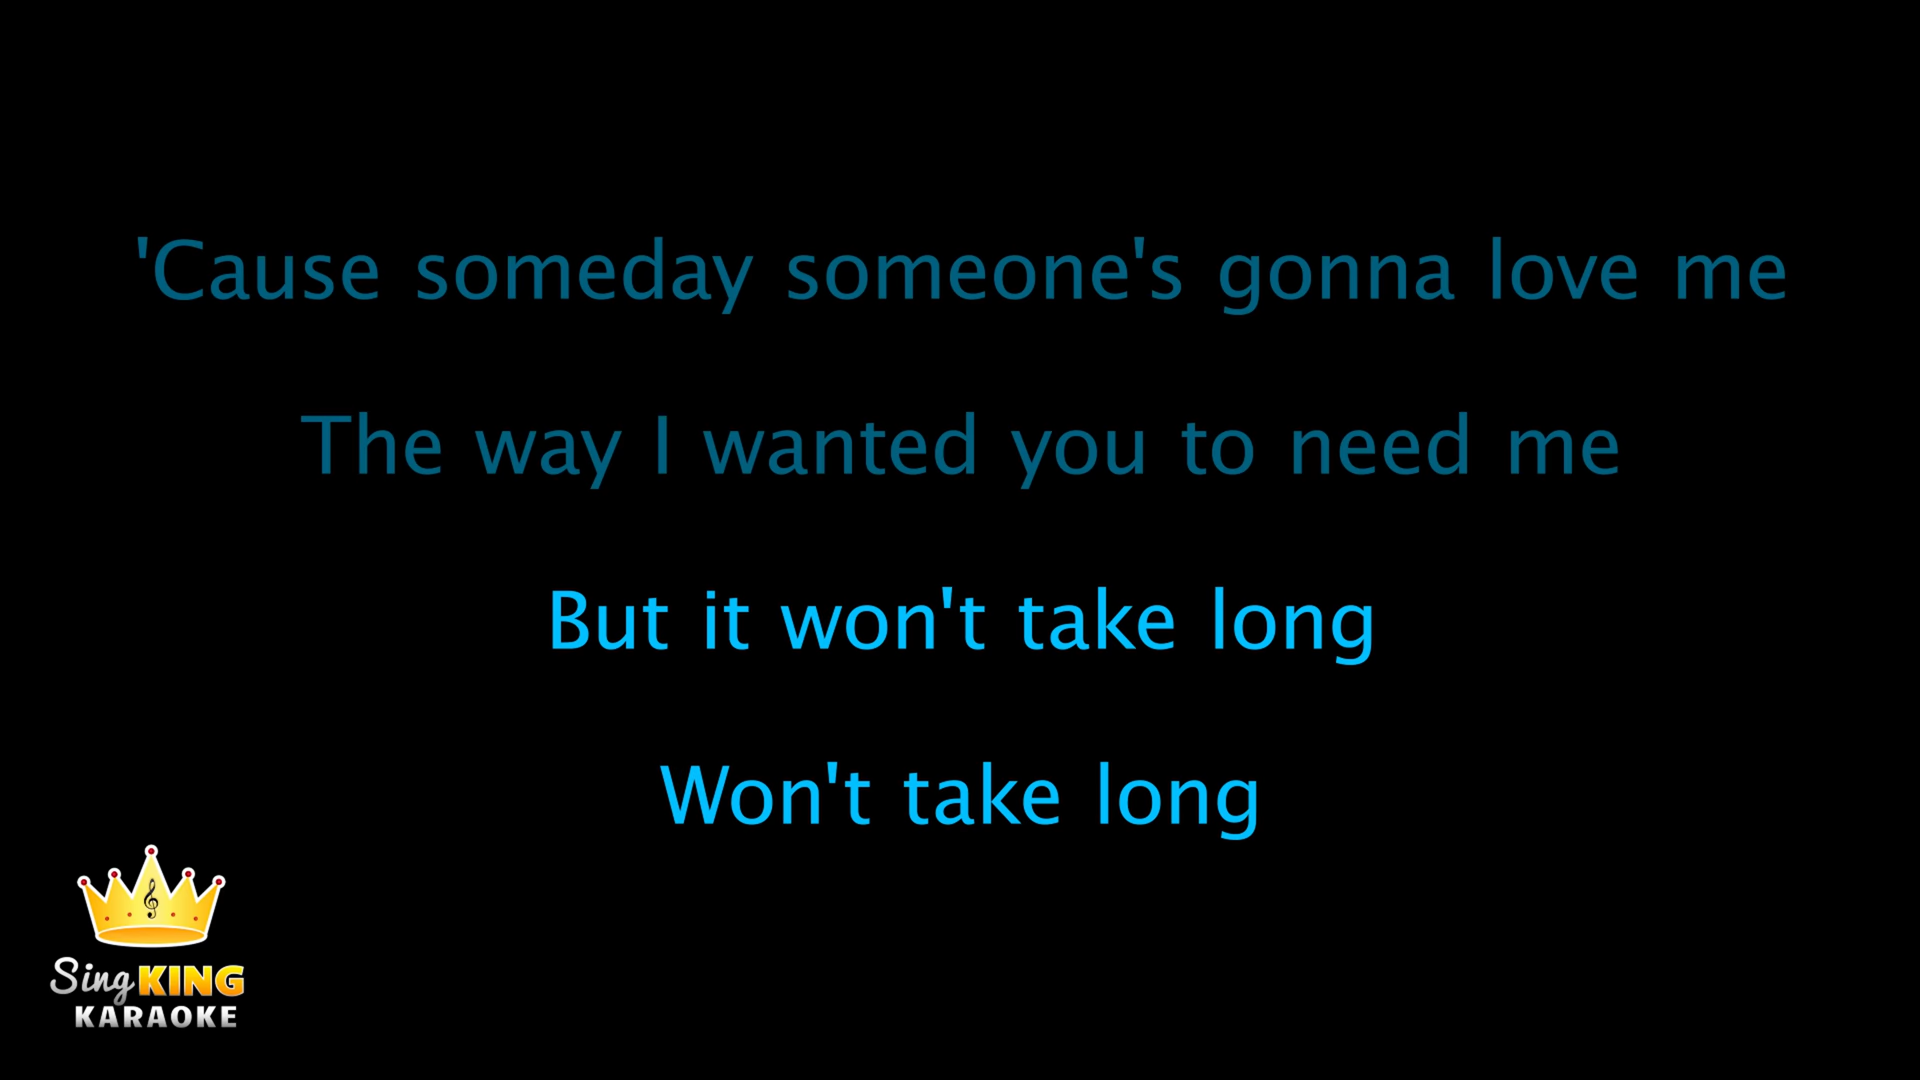 'Cause someday someone's gonna love me
The way I wanted you to need me
But it won't take long
Won't take long
Sing KING
KARAOKE